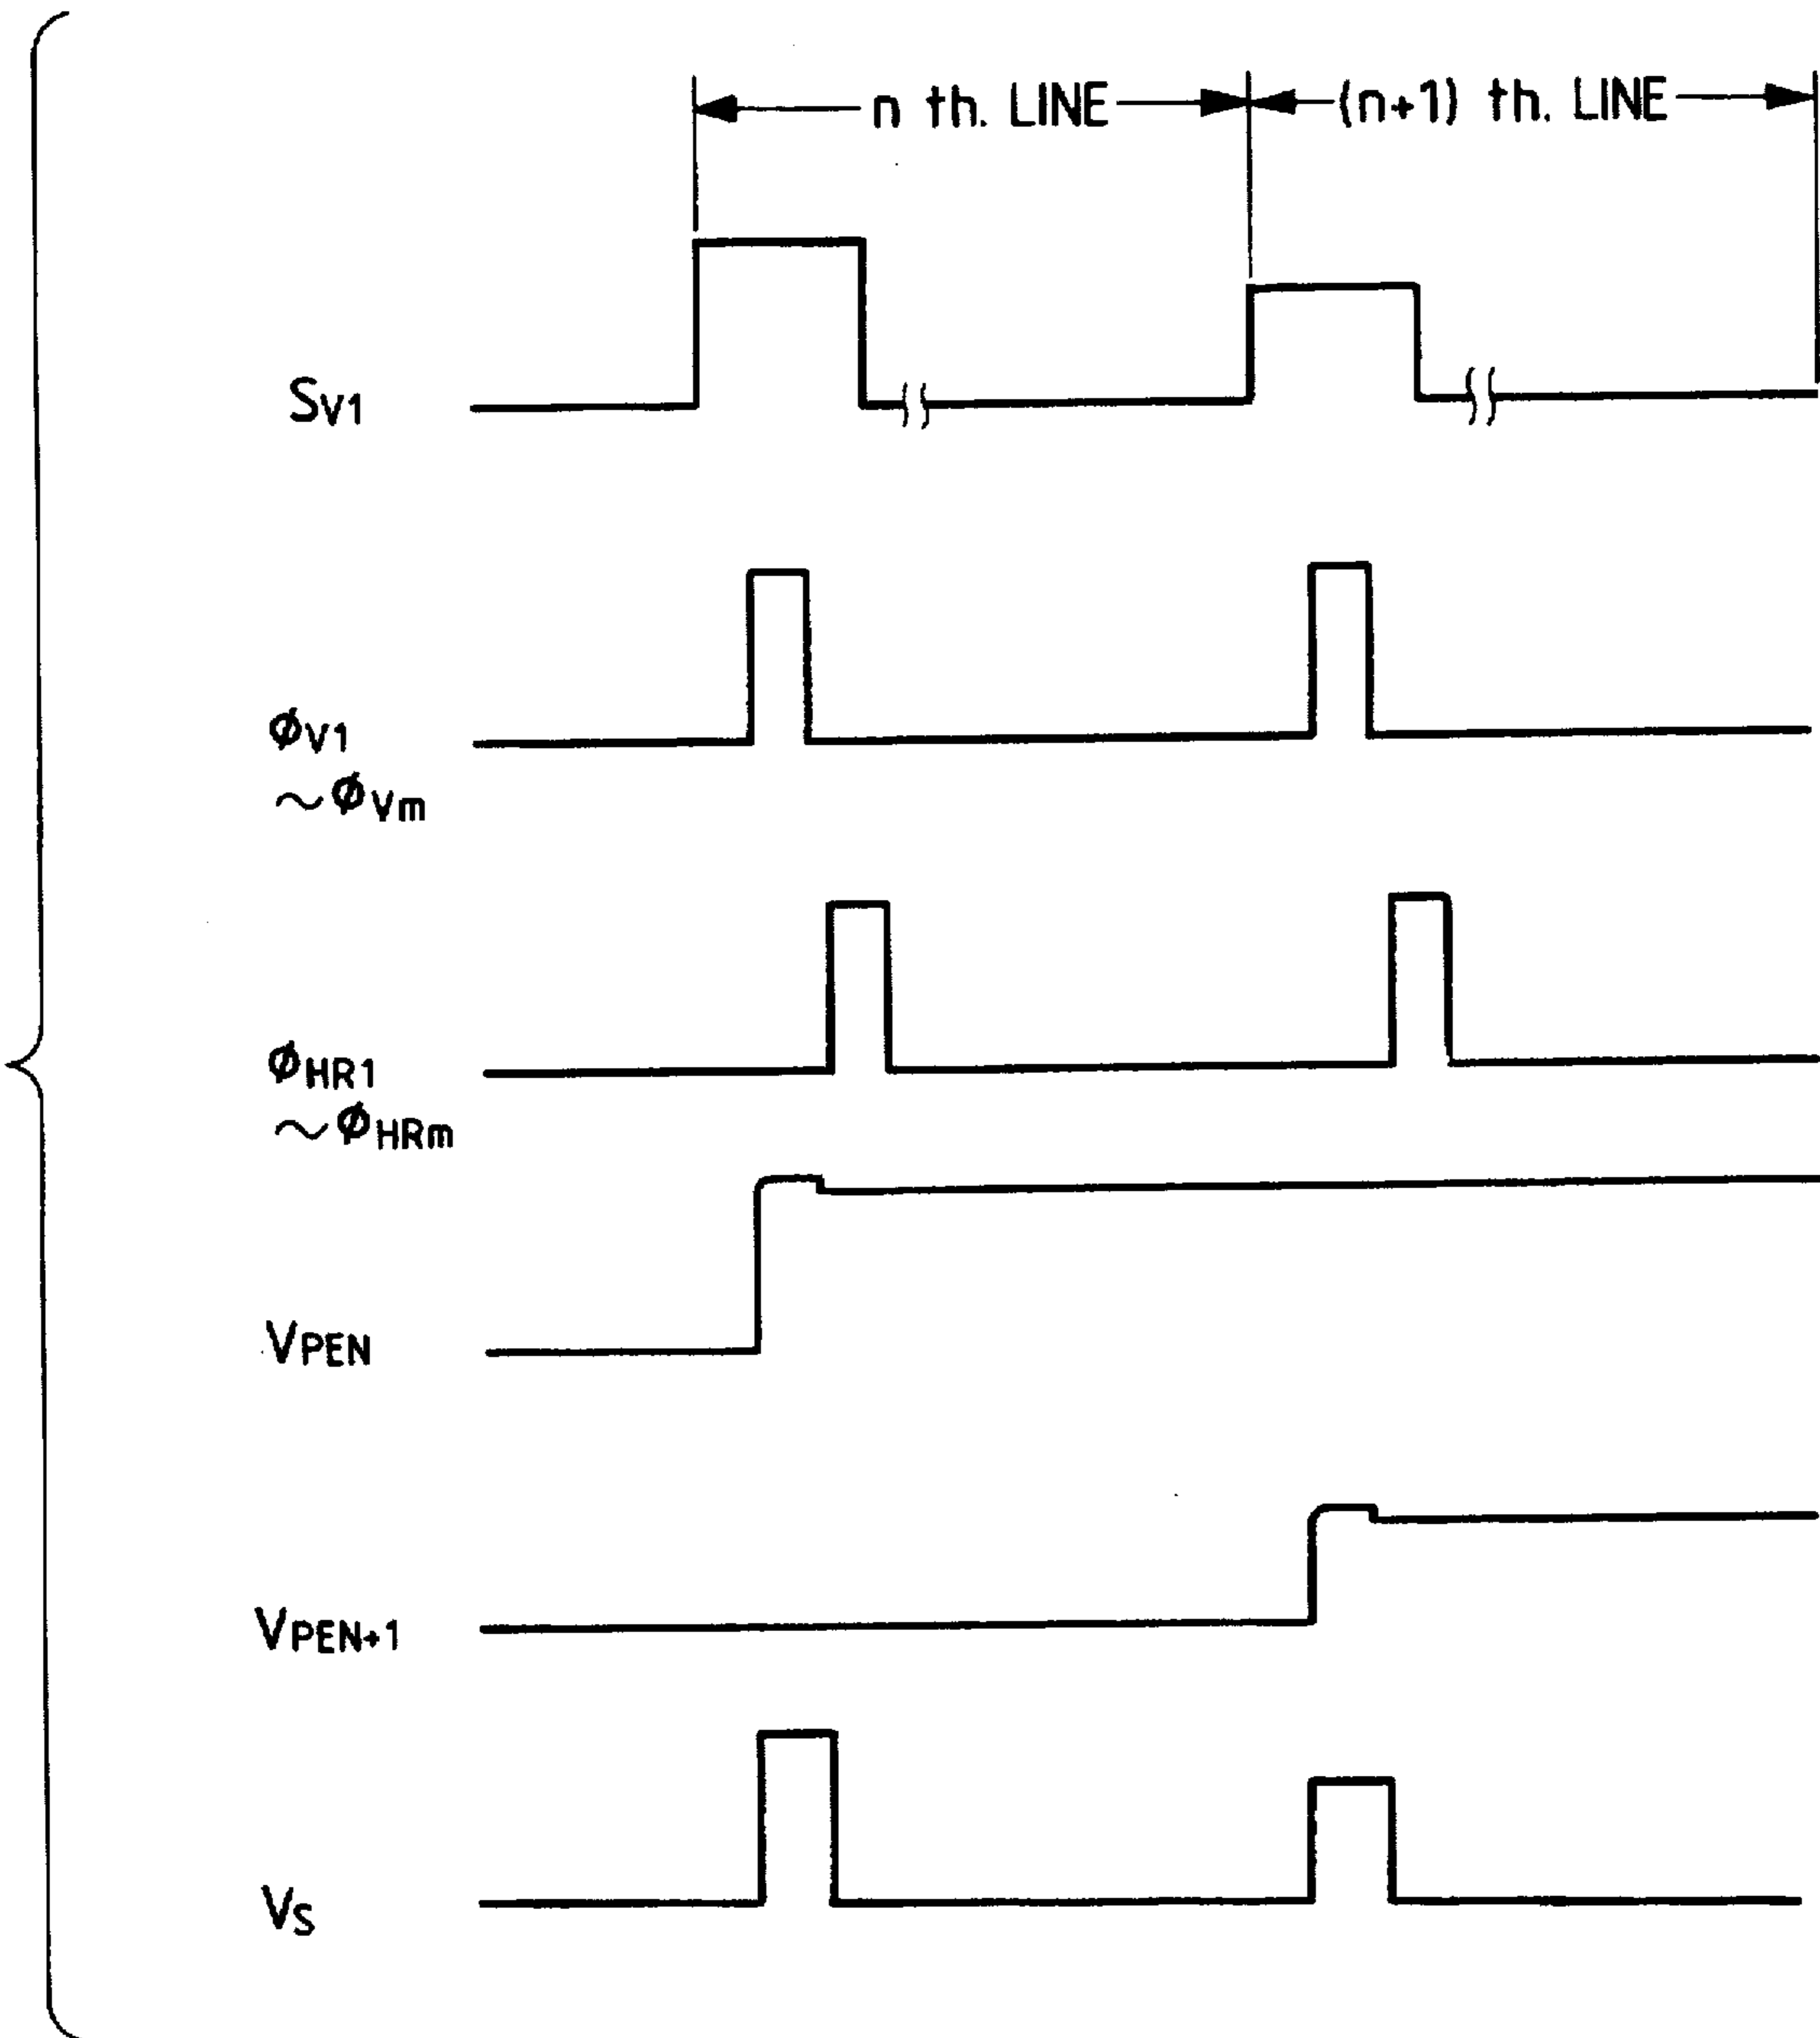 n th. LINE (n+1) th. LINE
SV1
φV1
~φVm
φHR1
~φHRm
VPEN
VPEN+1
VS